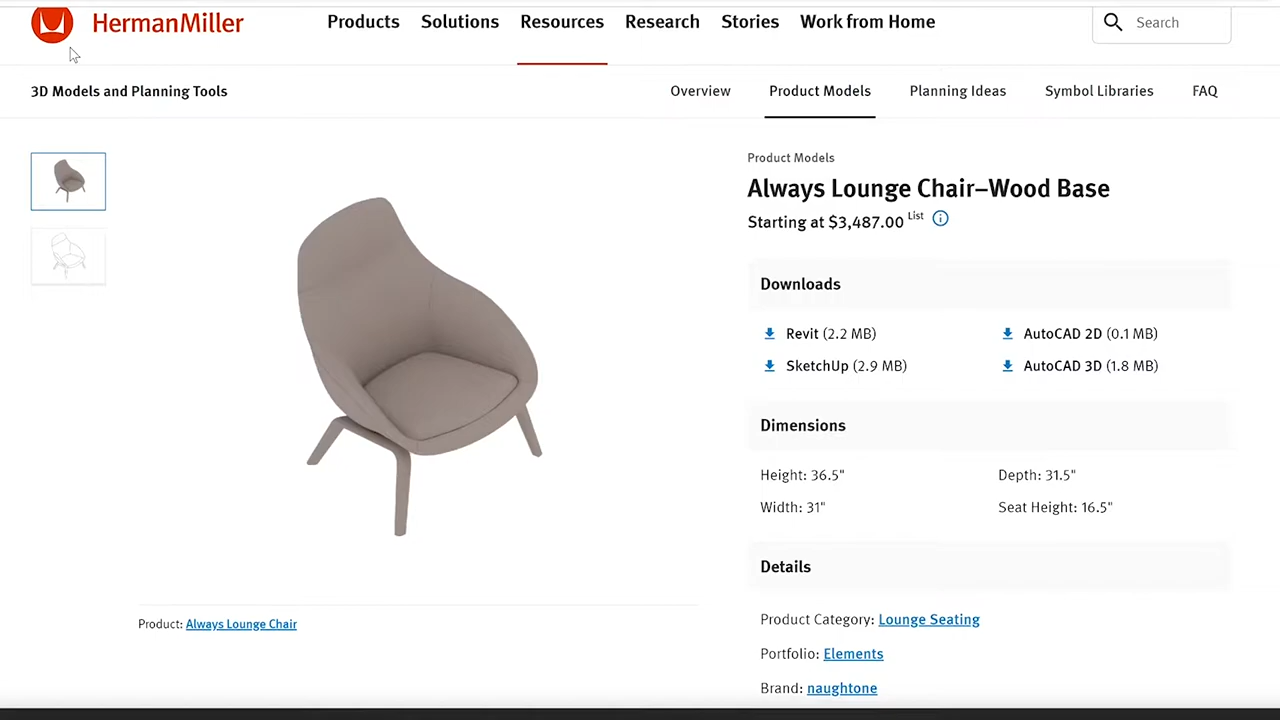 HermanMiller
Products Solutions Resources Research Stories Work from Home
Search
3D Models and Planning Tools
Overview Product Models Planning Ideas Symbol Libraries FAQ
Product Models
Always Lounge Chair–Wood Base
Starting at $3,487.00 List
Downloads
Revit (2.2 MB) AutoCAD 2D (0.1 MB)
SketchUp (2.9 MB) AutoCAD 3D (1.8 MB)
Dimensions
Height: 36.5" Depth: 31.5"
Width: 31" Seat Height: 16.5"
Details
Product: Always Lounge Chair
Product Category: Lounge Seating
Portfolio: Elements
Brand: naughtone